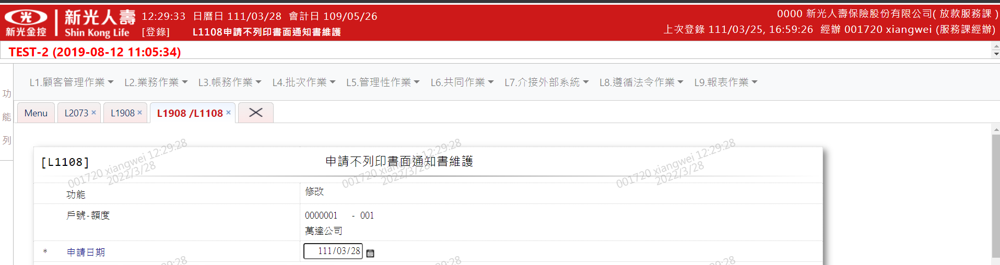 新光金控
新光人壽
Shin Kong Life
12:29:33 日曆日 111/03/28 會計日 109/05/26
[登錄] L1108申請不列印書面通知書維護
0000 新光人壽保險股份有限公司( 放款服務課 )
上次登錄 111/03/25, 16:59:26 經辦 001720 xiangwei (服務課經辦)
TEST-2 (2019-08-12 11:05:34)
功
能
列
L1.顧客管理作業 L2.業務作業 L3.帳務作業 L4.批次作業 L5.管理性作業 L6.共同作業 L7.介接外部系統 L8.遵循法令作業 L9.報表作業
Menu L2073 × L1908 × L1908 /L1108 ×
[L1108] 申請不列印書面通知書維護
001720 xiangwei 12:29:28
2022/3/28
001720 xiangwei 12:29:28
2022/3/28
001720 xiangwei 12:29:28
2022/3/28
功能 修改
戶號-額度 0000001 - 001
萬達公司
* 申請日期 111/03/28